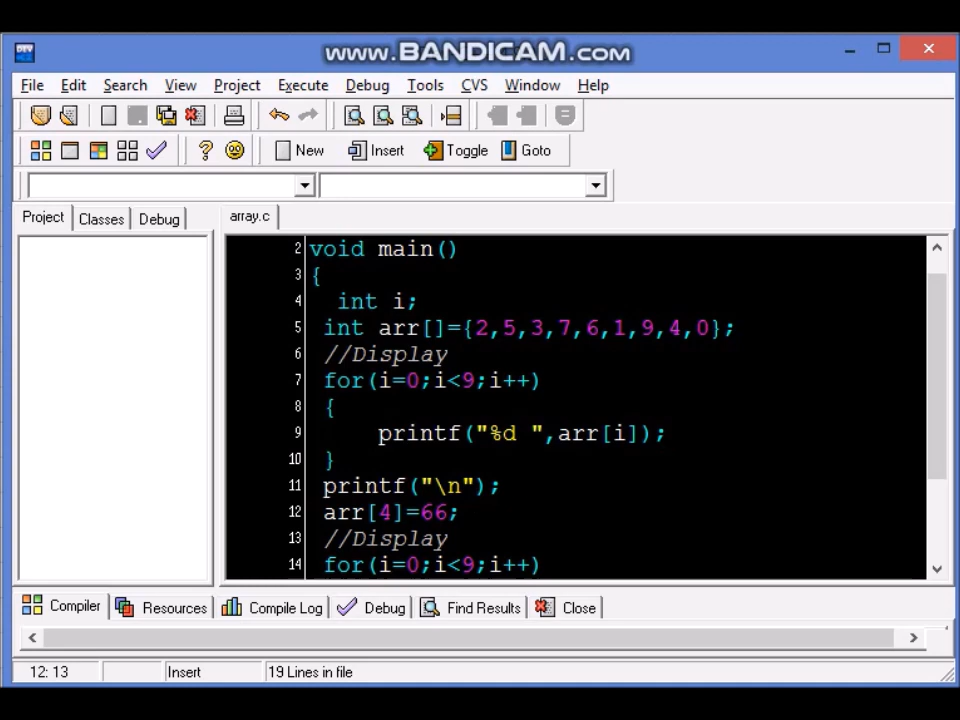 www.BANDICAM.com
DEV
File Edit Search View Project Execute Debug Tools CVS Window Help
New Insert Toggle Goto
Project Classes Debug array.c
2 void main()
3 {
4 int i;
5 int arr[]={2,5,3,7,6,1,9,4,0};
6 //Display
7 for(i=0;i<9;i++)
8 {
9 printf("%d ",arr[i]);
10 }
11 printf("\n");
12 arr[4]=66;
13 //Display
14 for(i=0;i<9;i++)
Compiler Resources Compile Log Debug Find Results Close
12: 13 Insert 19 Lines in file